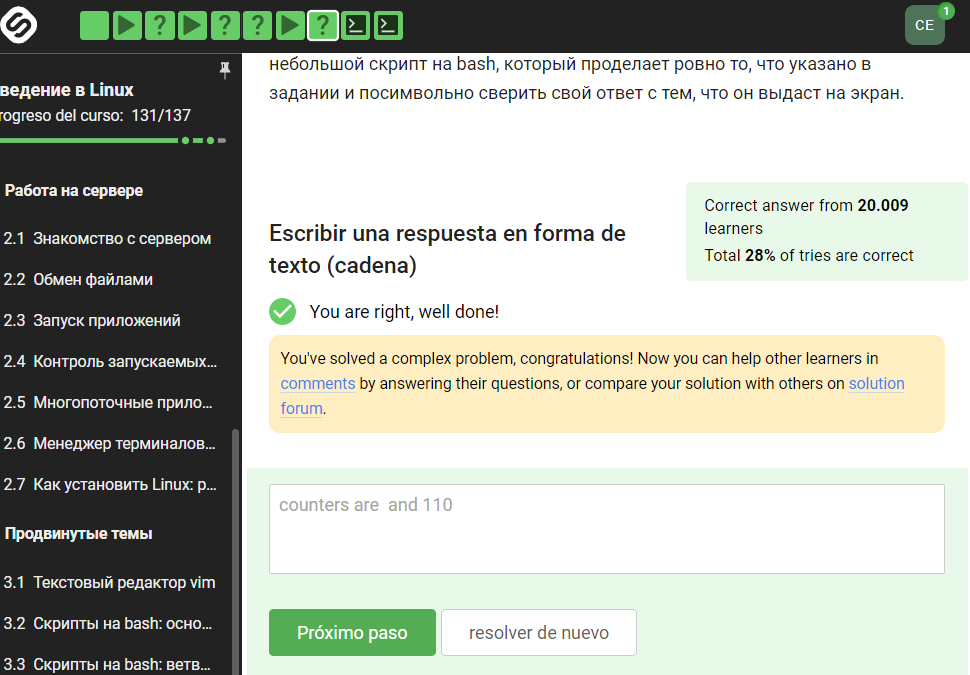 CE
1
ведение в Linux
rogreso del curso: 131/137
Работа на сервере
2.1 Знакомство с сервером
2.2 Обмен файлами
2.3 Запуск приложений
2.4 Контроль запускаемых...
2.5 Многопоточные прило...
2.6 Менеджер терминалов...
2.7 Как установить Linux: р...
Продвинутые темы
3.1 Текстовый редактор vim
3.2 Скрипты на bash: осно...
3.3 Скрипты на bash: ветв...
небольшой скрипт на bash, который проделает ровно то, что указано в
задании и посимвольно сверить свой ответ с тем, что он выдаст на экран.
Correct answer from 20.009
learners
Total 28% of tries are correct
Escribir una respuesta en forma de
texto (cadena)
You are right, well done!
You've solved a complex problem, congratulations! Now you can help other learners in
comments by answering their questions, or compare your solution with others on solution
forum.
counters are  and 110
Próximo paso
resolver de nuevo